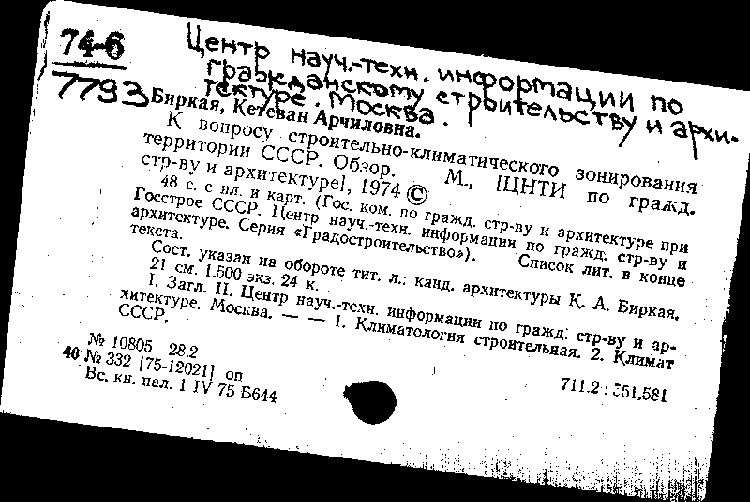 74-6
7793
Центр науч.-техн. информации по
гражданскому строительству и архи-
тектуре. Москва.
Биркая, Кетеван Арчиловна.
К вопросу строительно-климатического зонирования
территории СССР. Обзор. М., [ЦНТИ по гражд.
стр-ву и архитектуре], 1974 ©
48 с. с ил. и карт. (Гос. ком. по гражд. стр-ву и архитектуре при
Госстрое СССР. Центр науч.-техн. информации по гражд. стр-ву и
архитектуре. Серия «Градостроительство»). Список лит. в конце
текста.
Сост. указан на обороте тит. л.: канд. архитектуры К. А. Биркая.
21 см. 1.500 экз. 24 к.
I. Загл. II. Центр науч.-техн. информации по гражд. стр-ву и ар-
хитектуре. Москва. — — 1. Климатология строительная. 2. Климат
СССР.
№ 10805 28.2
40 № 332 [75-12021] оп
Вс. кн. пал. 1 IV 75 Б614
711.2 : 551.581